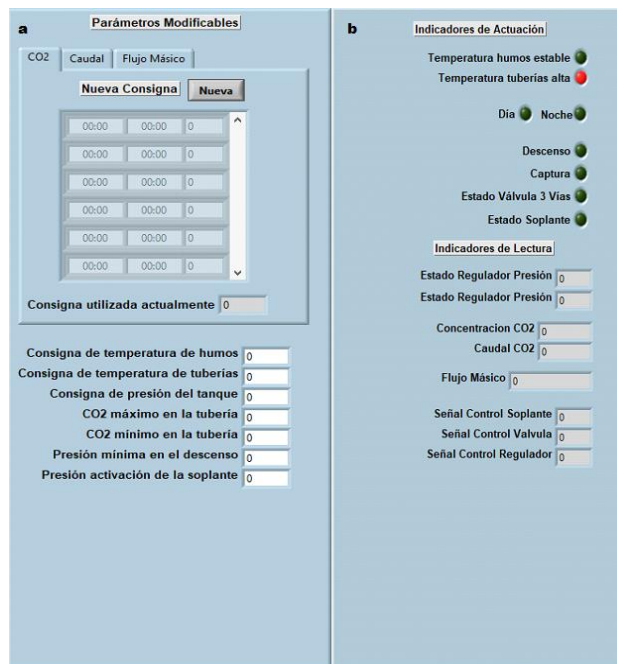 a
Parámetros Modificables
CO2 Caudal Flujo Másico
Nueva Consigna Nueva
00:00 00:00 0
00:00 00:00 0
00:00 00:00 0
00:00 00:00 0
00:00 00:00 0
00:00 00:00 0
Consigna utilizada actualmente 0
Consigna de temperatura de humos 0
Consigna de temperatura de tuberías 0
Consigna de presión del tanque 0
CO2 máximo en la tubería 0
CO2 mínimo en la tubería 0
Presión mínima en el descenso 0
Presión activación de la soplante 0
b
Indicadores de Actuación
Temperatura humos estable
Temperatura tuberías alta
Día Noche
Descenso
Captura
Estado Válvula 3 Vías
Estado Soplante
Indicadores de Lectura
Estado Regulador Presión 0
Estado Regulador Presión 0
Concentracion CO2 0
Caudal CO2 0
Flujo Másico 0
Señal Control Soplante 0
Señal Control Valvula 0
Señal Control Regulador 0